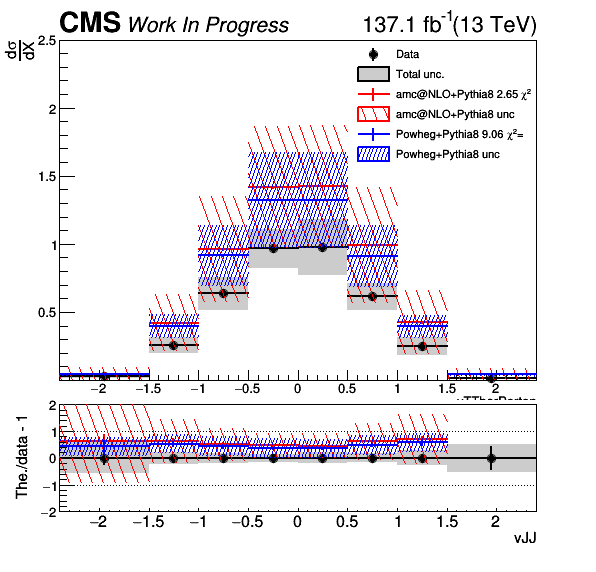 CMS Work In Progress 137.1 fb⁻¹(13 TeV)
dσ
dX
Data
Total unc.
amc@NLO+Pythia8 2.65 χ²
amc@NLO+Pythia8 unc
Powheg+Pythia8 9.06 χ²=
Powheg+Pythia8 unc
2.5
2
1.5
1
0.5
−2 −1.5 −1 −0.5 0 0.5 1 1.5 2
The./data - 1
2
1
0
−1
−2
−2 −1.5 −1 −0.5 0 0.5 1 1.5 2
vJJ